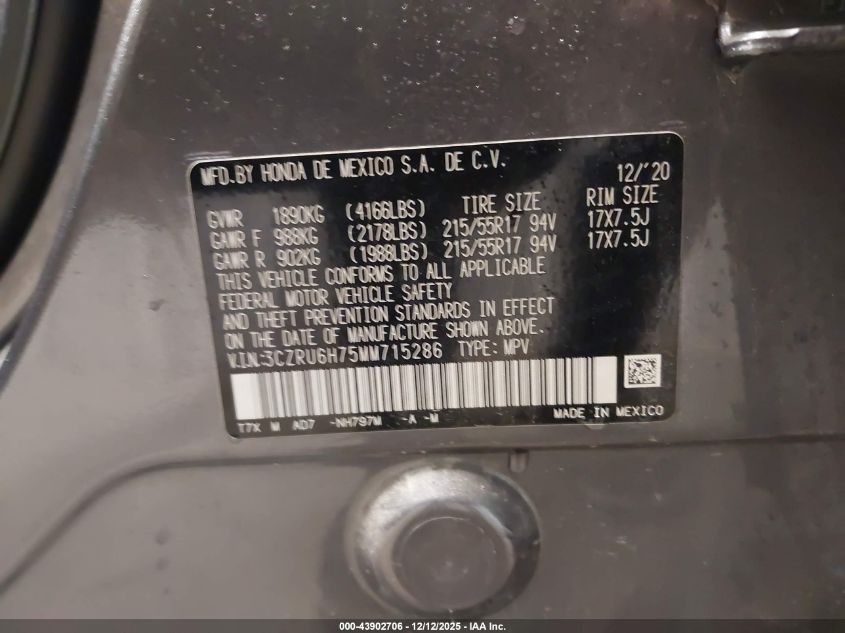 MFD.BY HONDA DE MEXICO S.A. DE C.V. 12/'20
TIRE SIZE RIM SIZE
GVWR 1890KG (4166LBS)
GAWR F 988KG (2178LBS) 215/55R17 94V 17X7.5J
GAWR R 902KG (1988LBS) 215/55R17 94V 17X7.5J
THIS VEHICLE CONFORMS TO ALL APPLICABLE
FEDERAL MOTOR VEHICLE SAFETY
AND THEFT PREVENTION STANDARDS IN EFFECT
ON THE DATE OF MANUFACTURE SHOWN ABOVE.
V.I.N:3CZRU6H75MM715286 TYPE: MPV
T7X M AD7 -NH797M -A -M MADE IN MEXICO
000-43902706 - 12/12/2025 - IAA Inc.